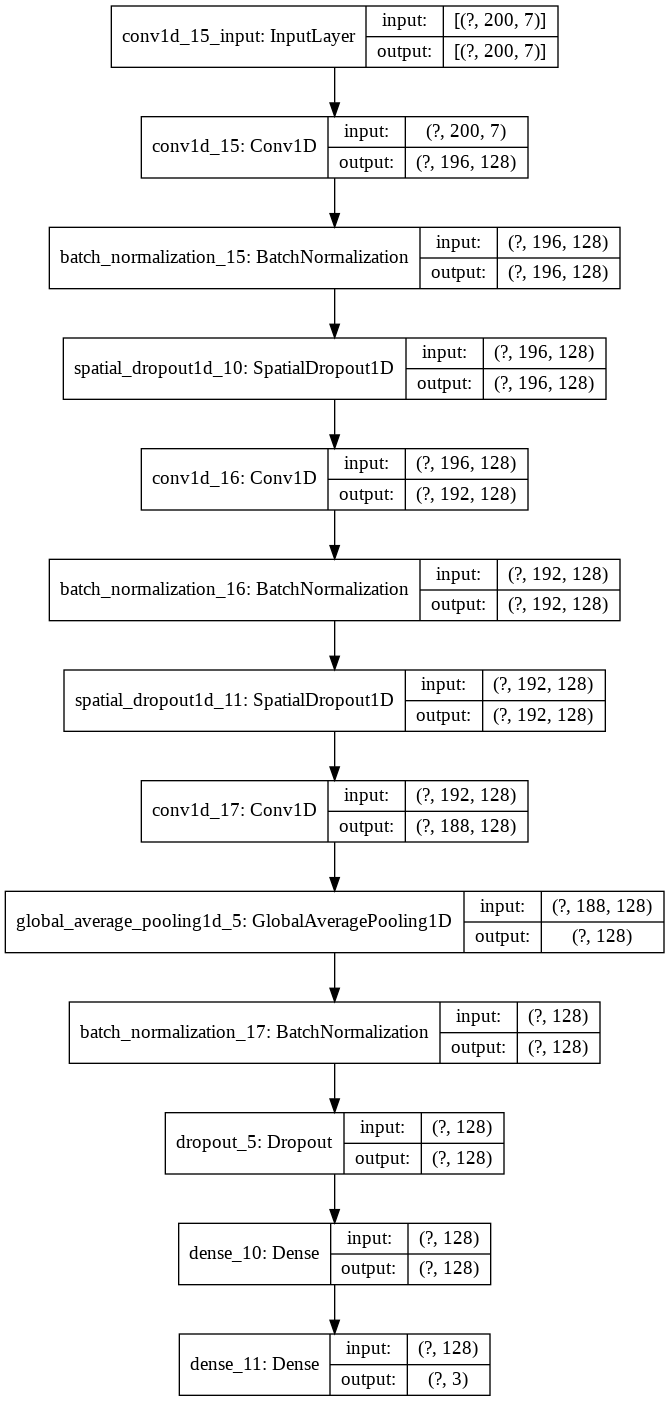 conv1d_15_input: InputLayer
input: [(?, 200, 7)]
output: [(?, 200, 7)]
conv1d_15: Conv1D
input: (?, 200, 7)
output: (?, 196, 128)
batch_normalization_15: BatchNormalization
input: (?, 196, 128)
output: (?, 196, 128)
spatial_dropout1d_10: SpatialDropout1D
input: (?, 196, 128)
output: (?, 196, 128)
conv1d_16: Conv1D
input: (?, 196, 128)
output: (?, 192, 128)
batch_normalization_16: BatchNormalization
input: (?, 192, 128)
output: (?, 192, 128)
spatial_dropout1d_11: SpatialDropout1D
input: (?, 192, 128)
output: (?, 192, 128)
conv1d_17: Conv1D
input: (?, 192, 128)
output: (?, 188, 128)
global_average_pooling1d_5: GlobalAveragePooling1D
input: (?, 188, 128)
output: (?, 128)
batch_normalization_17: BatchNormalization
input: (?, 128)
output: (?, 128)
dropout_5: Dropout
input: (?, 128)
output: (?, 128)
dense_10: Dense
input: (?, 128)
output: (?, 128)
dense_11: Dense
input: (?, 128)
output: (?, 3)